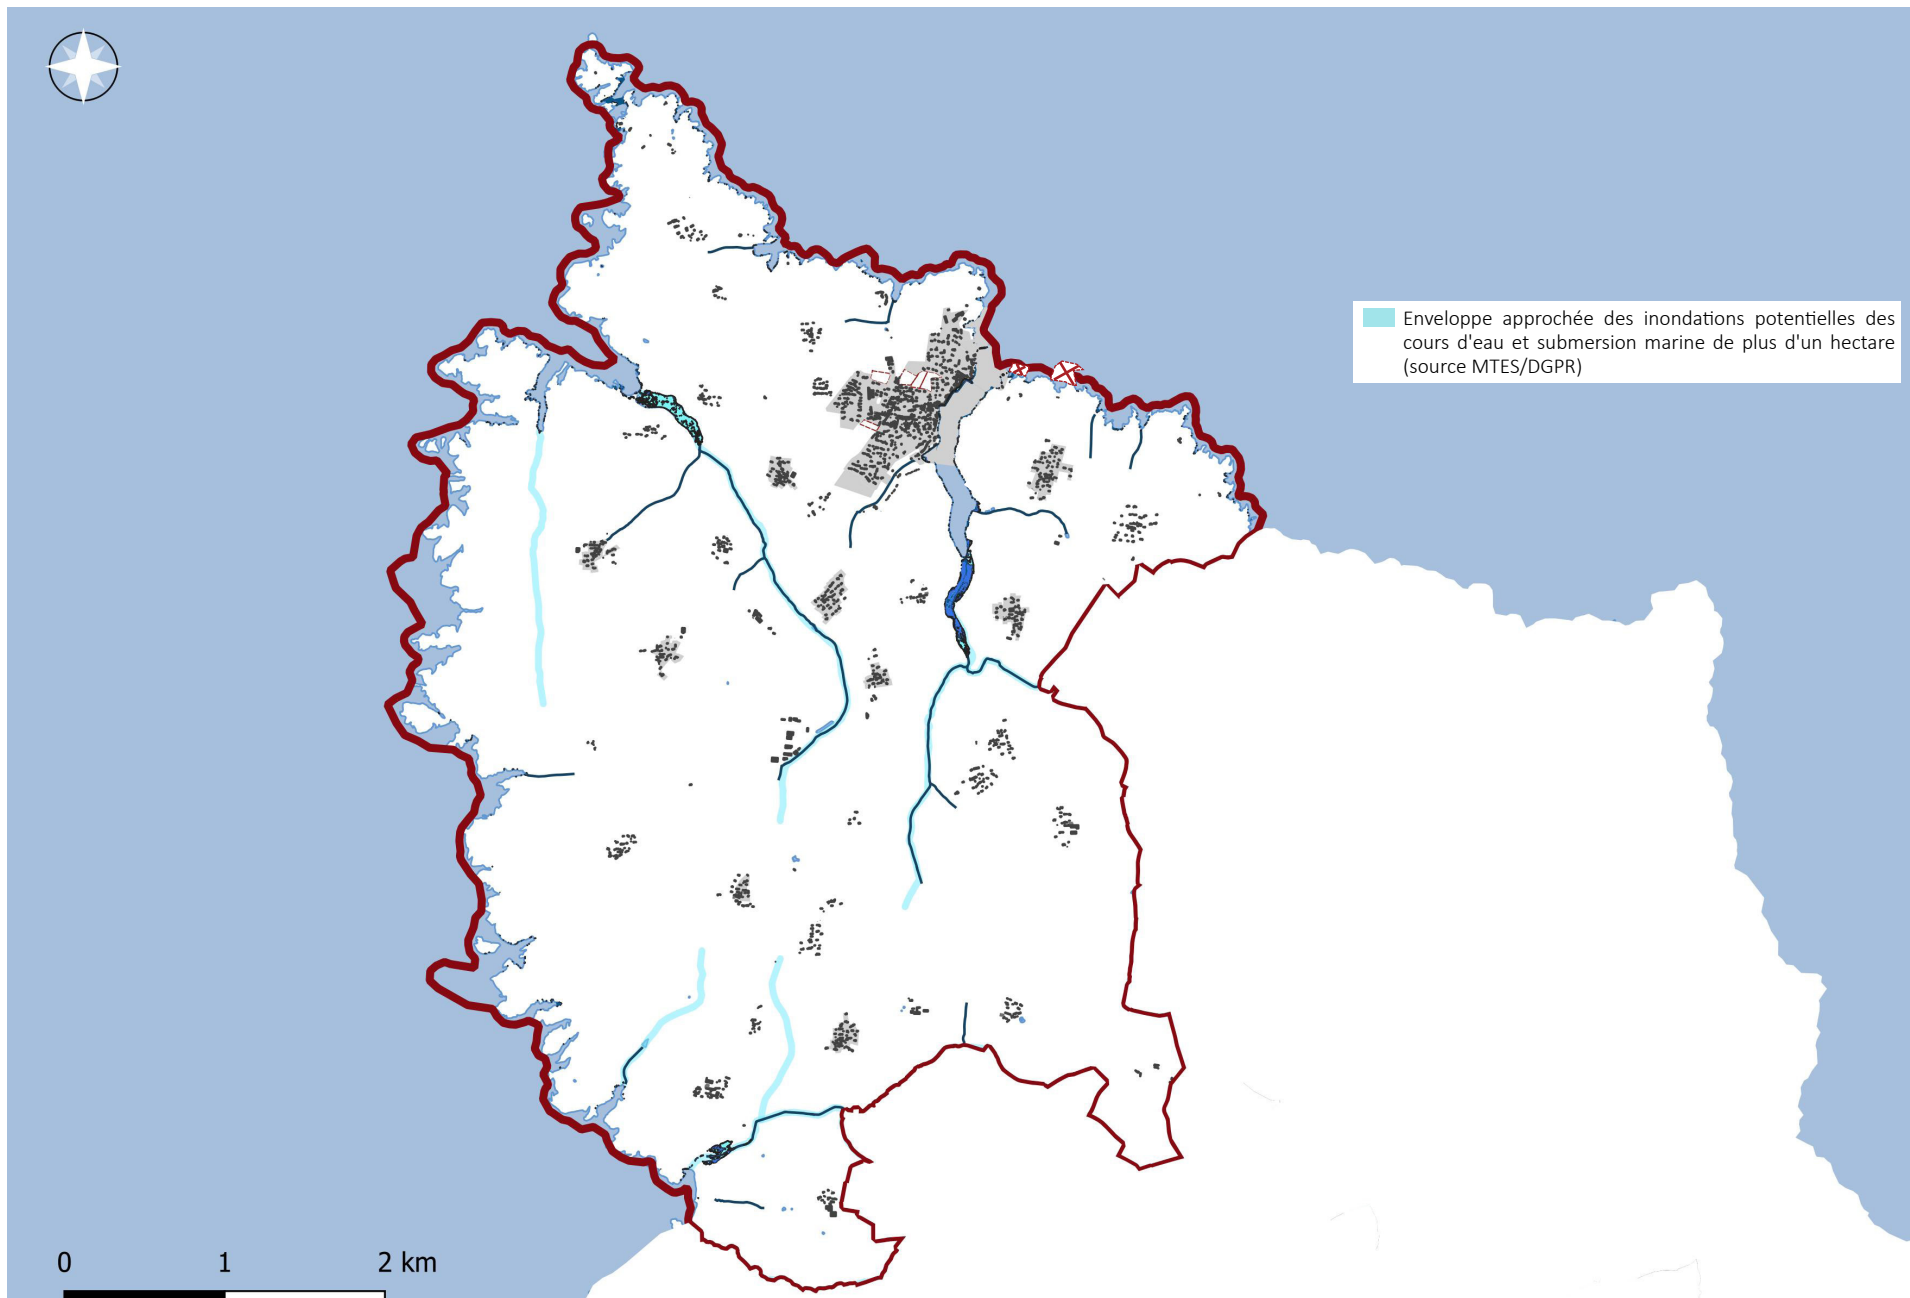 Enveloppe approchée des inondations potentielles des
cours d'eau et submersion marine de plus d'un hectare
(source MTES/DGPR)
0 1 2 km